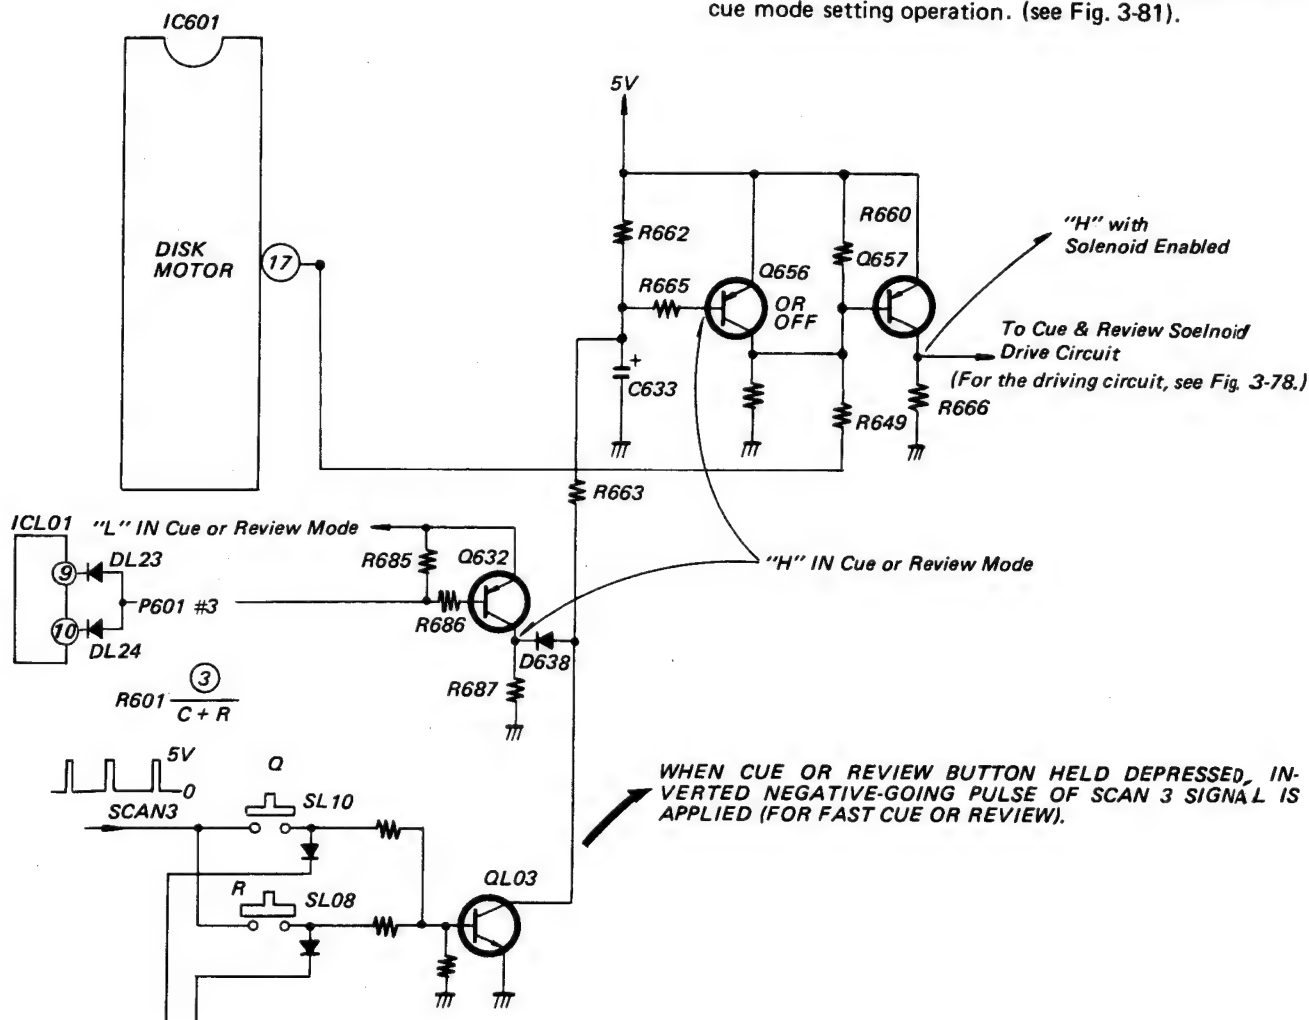 cue mode setting operation. (see Fig. 3-81).
IC601
5V
R662
R660
"H" with
Solenoid Enabled
DISK
MOTOR
17
R665
Q656
OR
OFF
Q657
To Cue & Review Soelnoid
Drive Circuit
(For the driving circuit, see Fig. 3-78.)
+
C633
R666
R649
R663
ICL01
"L" IN Cue or Review Mode
9
DL23
R685
Q632
"H" IN Cue or Review Mode
P601 #3
10
DL24
R686
D638
R687
R601 3
C + R
5V
0
SCAN3
Q
SL10
WHEN CUE OR REVIEW BUTTON HELD DEPRESSED, IN-
VERTED NEGATIVE-GOING PULSE OF SCAN 3 SIGNAL IS
APPLIED (FOR FAST CUE OR REVIEW).
R
SL08
QL03